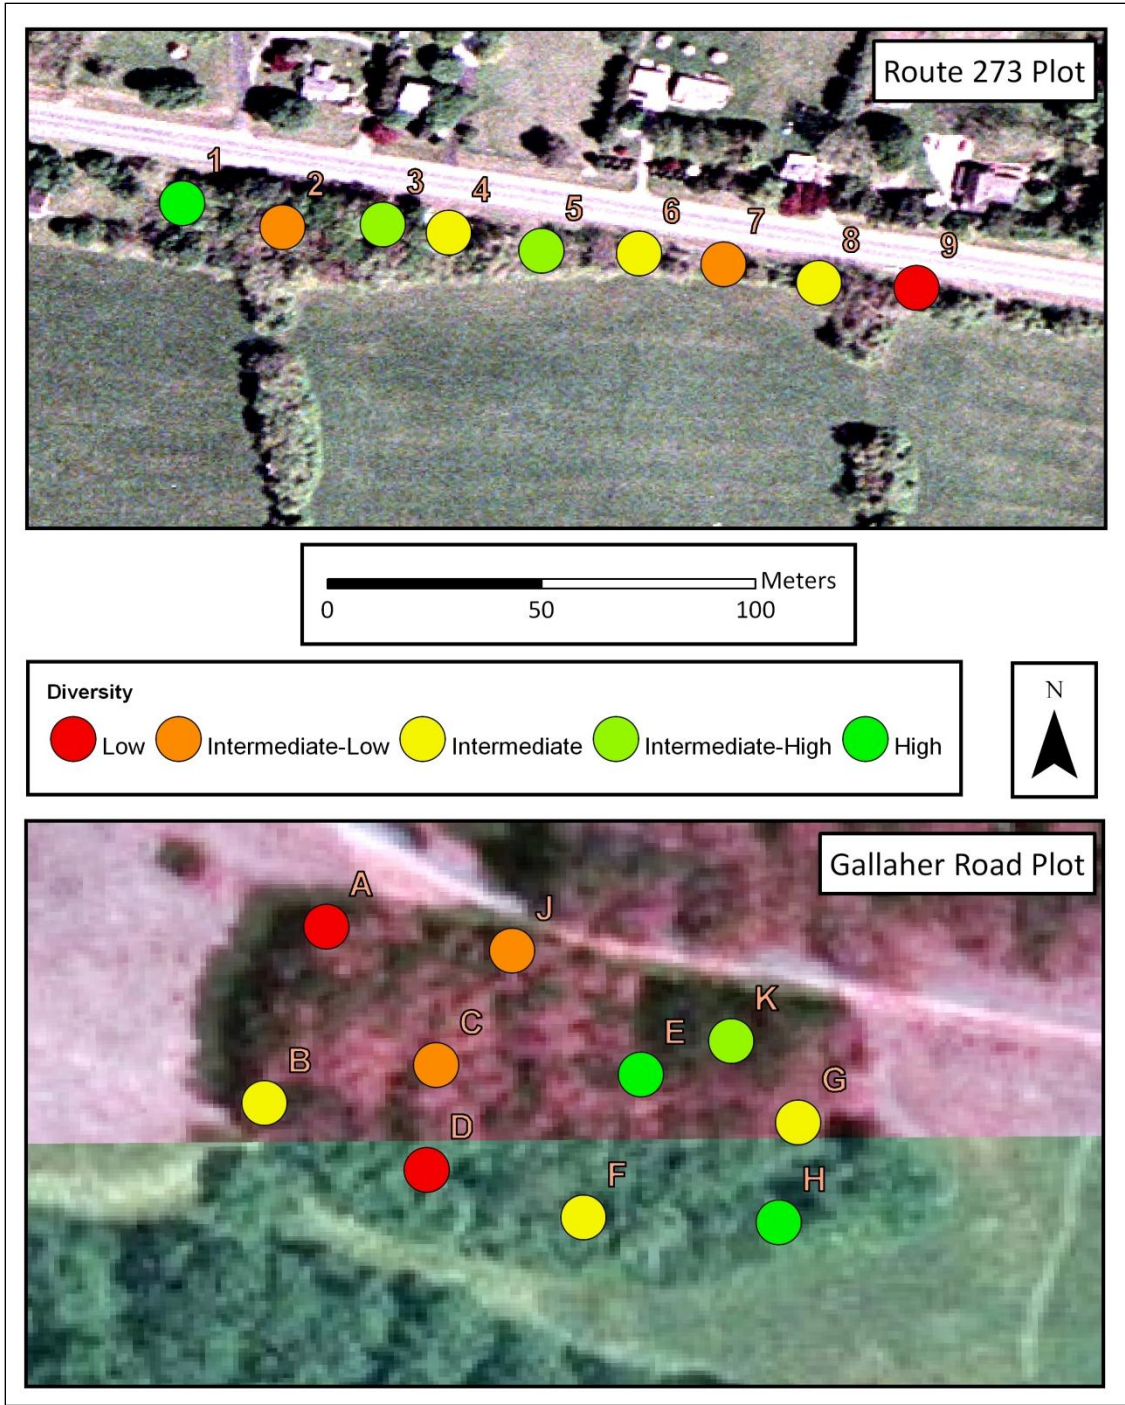 Route 273 Plot
1
2
3
4
5
6
7
8
9
Meters
0 50 100
Diversity
Low Intermediate-Low Intermediate Intermediate-High High
N
Gallaher Road Plot
A
J
K
C
E
B
G
D
F
H